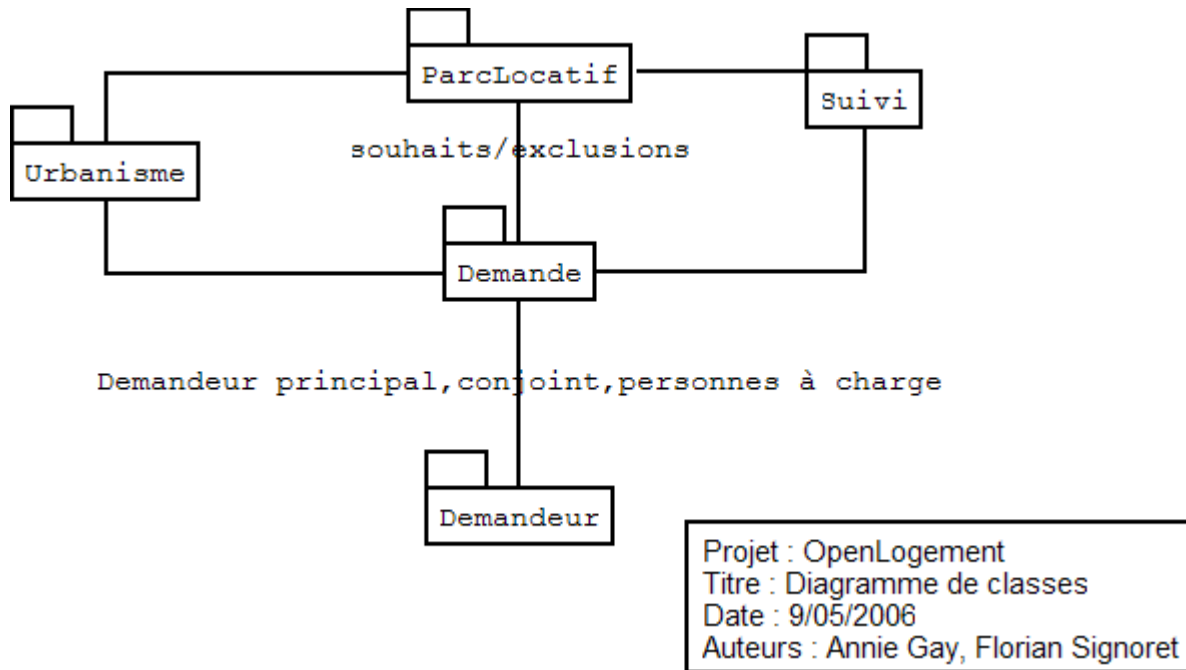 ParcLocatif
Suivi
souhaits/exclusions
Urbanisme
Demande
Demandeur principal,conjoint,personnes à charge
Demandeur
Projet : OpenLogement
Titre : Diagramme de classes
Date : 9/05/2006
Auteurs : Annie Gay, Florian Signoret